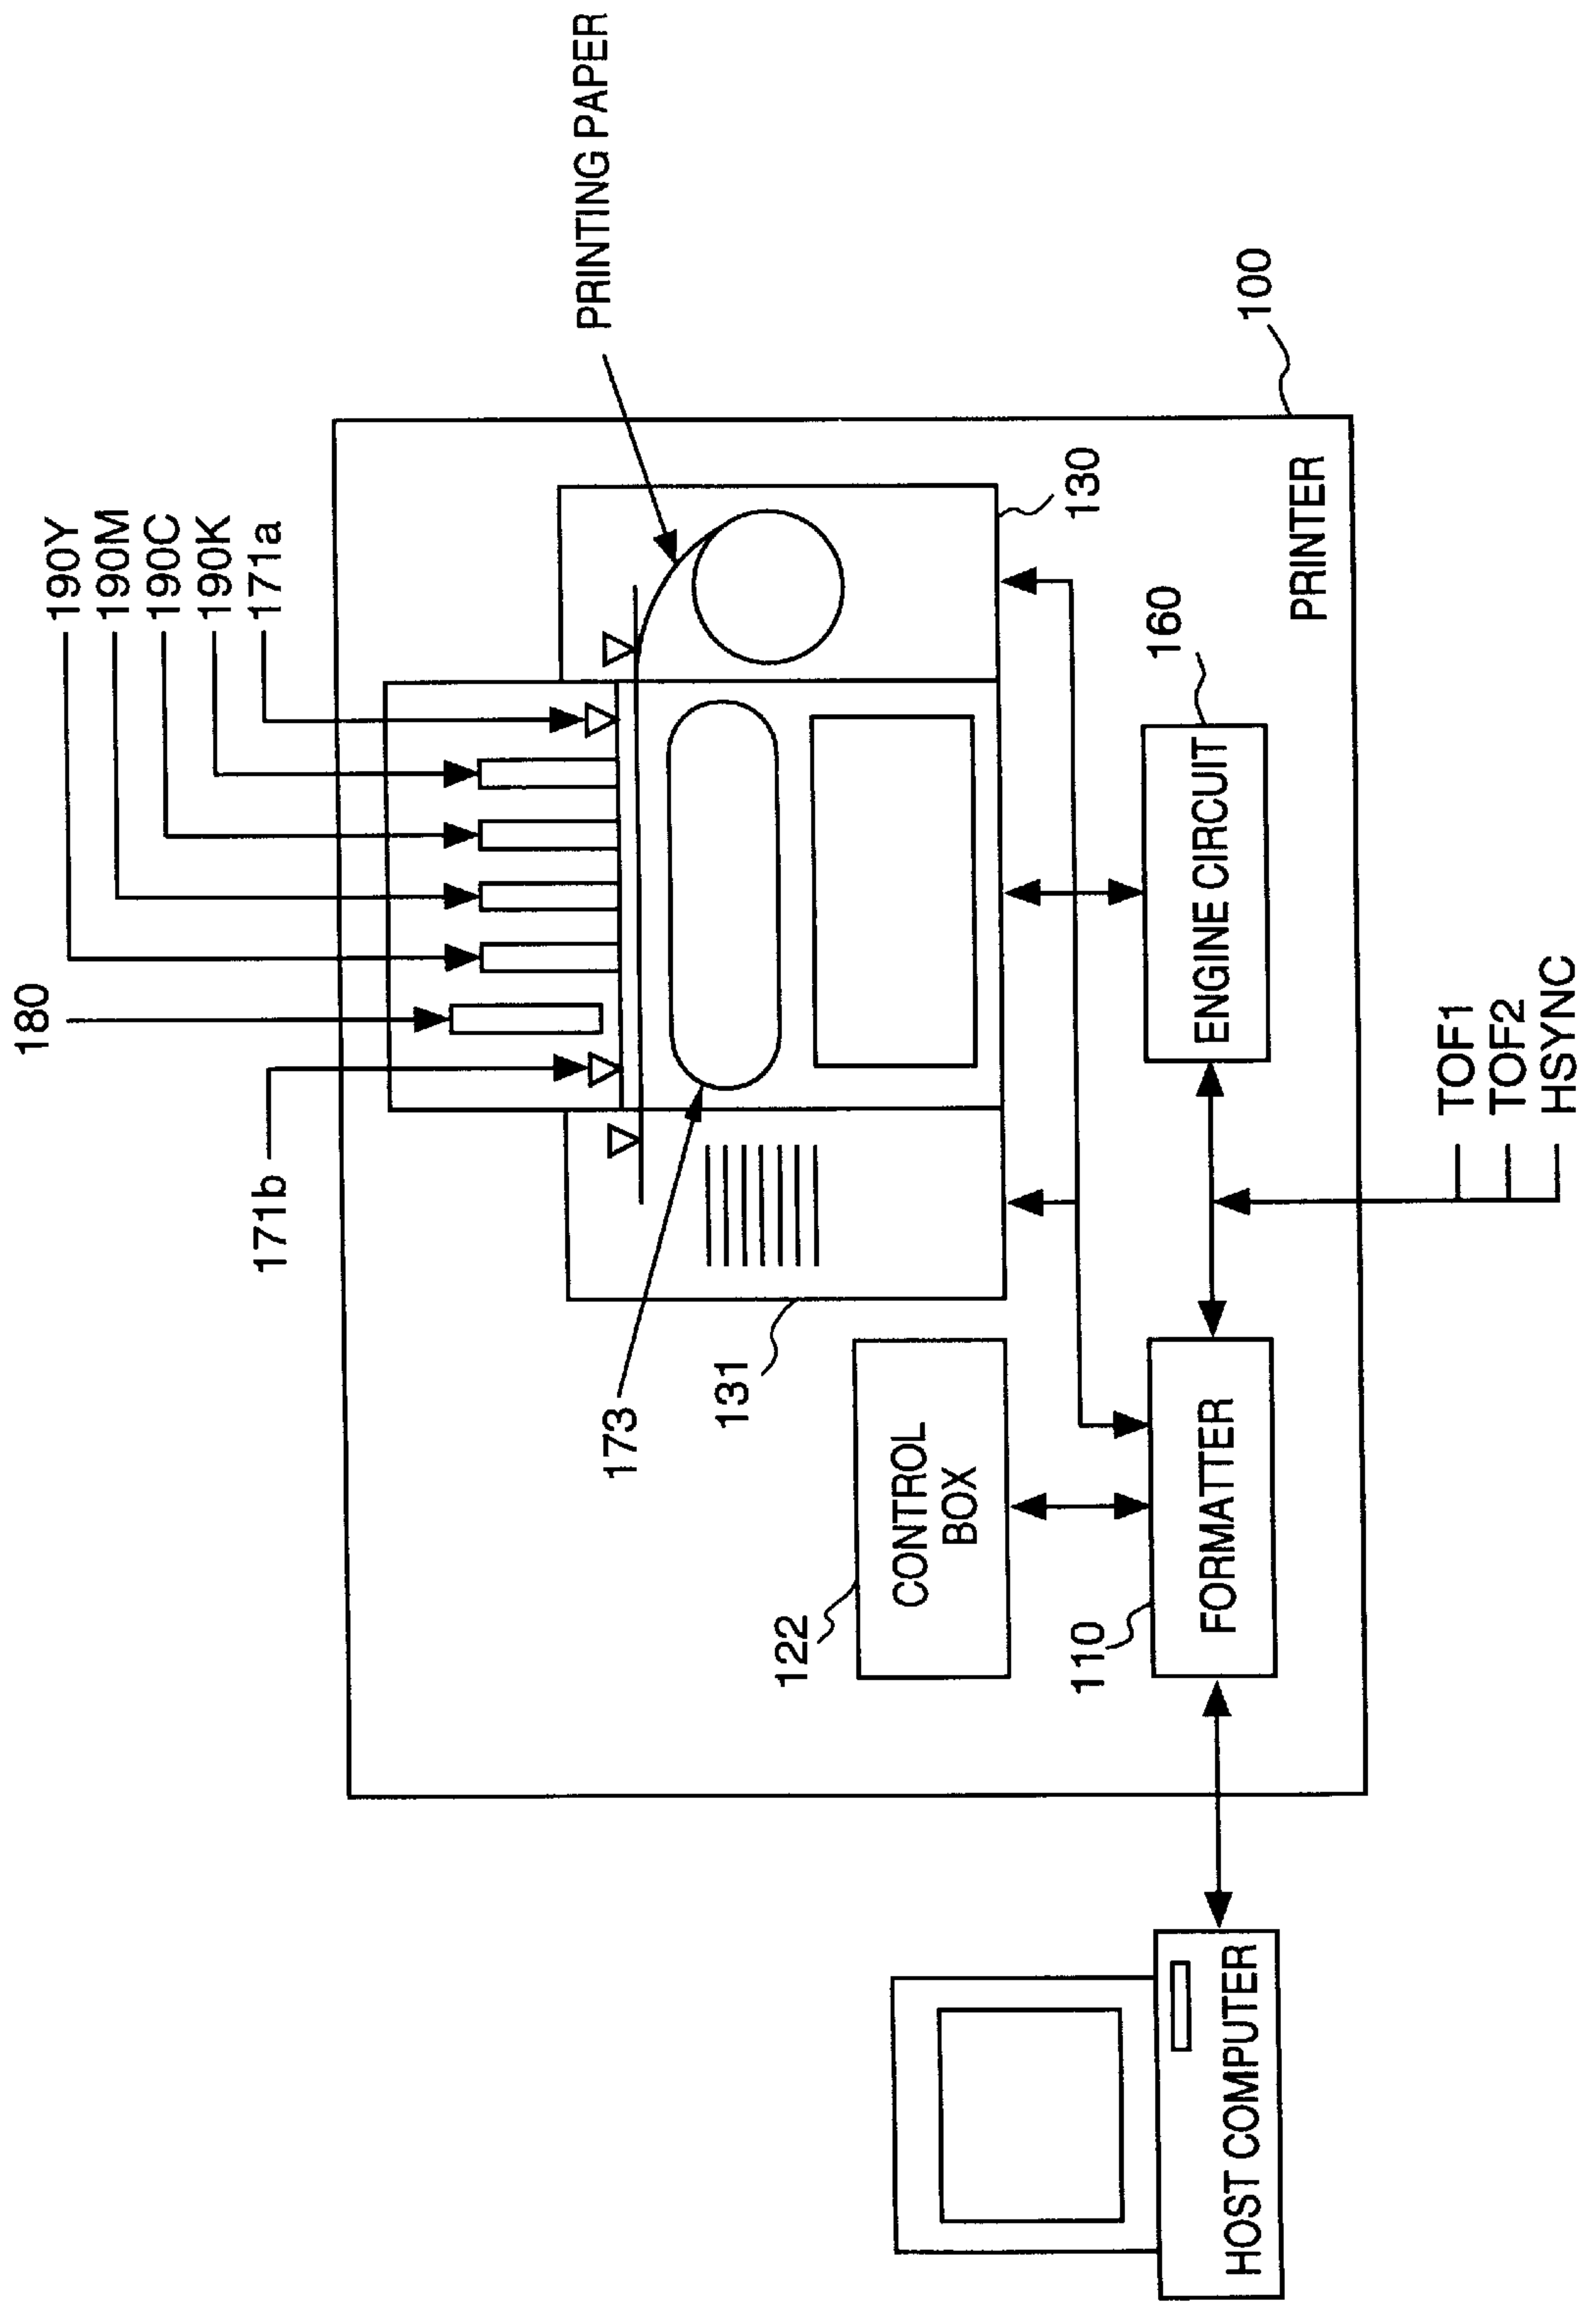 190Y
190M
190C
190K
171a
180
171b
PRINTING PAPER
173
131
130
122
CONTROL
BOX
110
FORMATTER
160
ENGINE CIRCUIT
PRINTER
100
HOST COMPUTER
TOF1
TOF2
HSYNC